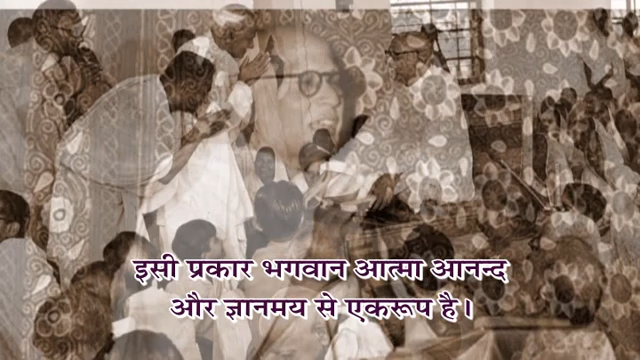 इसी प्रकार भगवान आत्मा आनन्द
और ज्ञानमय से एकरूप है।